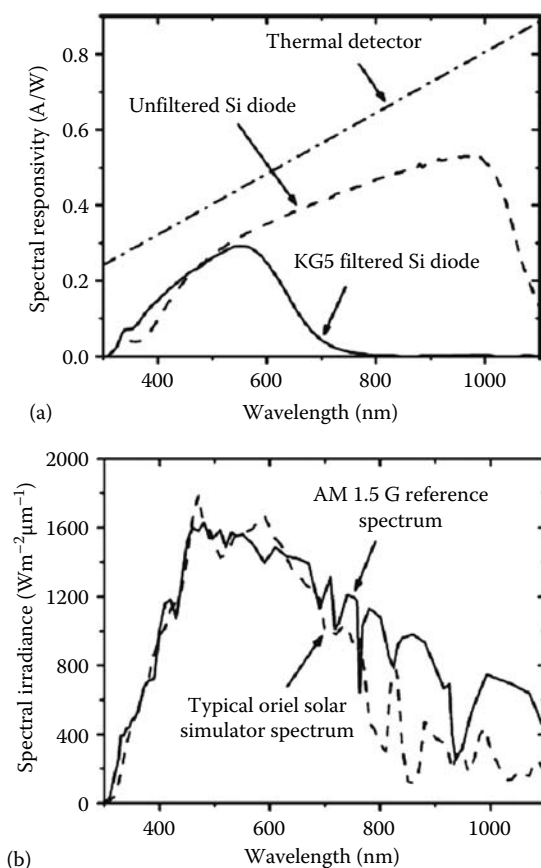 0.8
Thermal detector
Unfiltered Si diode
0.6
Spectral responsivity (A/W)
0.4
KG5 filtered Si diode
0.2
0.0
400 600 800 1000
(a) Wavelength (nm)
2000
AM 1.5 G reference
spectrum
1600
Spectral irradiance (Wm⁻²μm⁻¹)
1200
800
Typical oriel solar
simulator spectrum
400
0
400 600 800 1000
(b) Wavelength (nm)